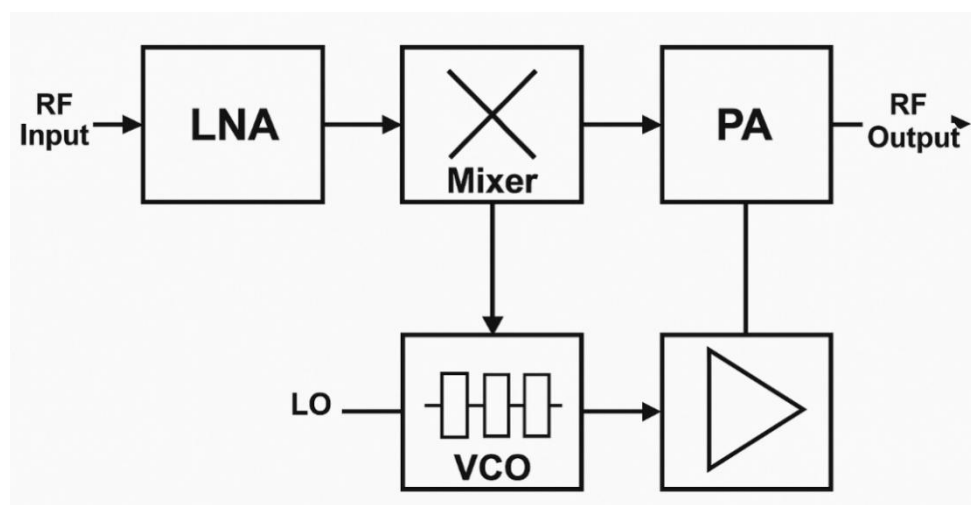 RF
Input
LNA
Mixer
PA
RF
Output
LO
VCO